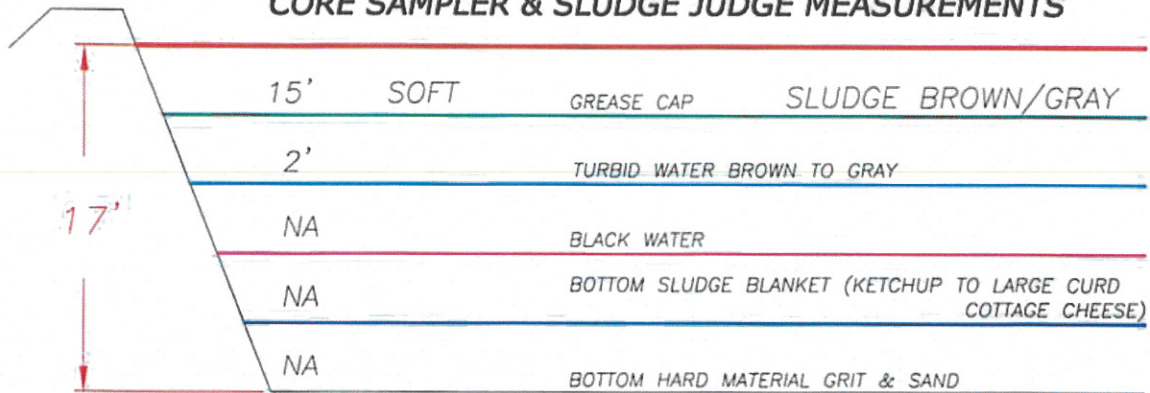 CORE SAMPLER & SLUDGE JUDGE MEASUREMENTS
15' SOFT GREASE CAP SLUDGE BROWN/GRAY
2' TURBID WATER BROWN TO GRAY
17'
NA BLACK WATER
NA BOTTOM SLUDGE BLANKET (KETCHUP TO LARGE CURD
COTTAGE CHEESE)
NA BOTTOM HARD MATERIAL GRIT & SAND